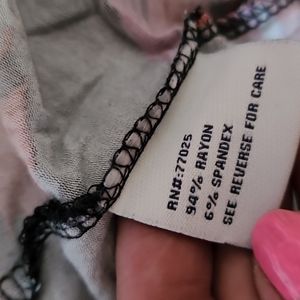 RN#:77025
94% RAYON
6% SPANDEX
SEE REVERSE FOR CARE